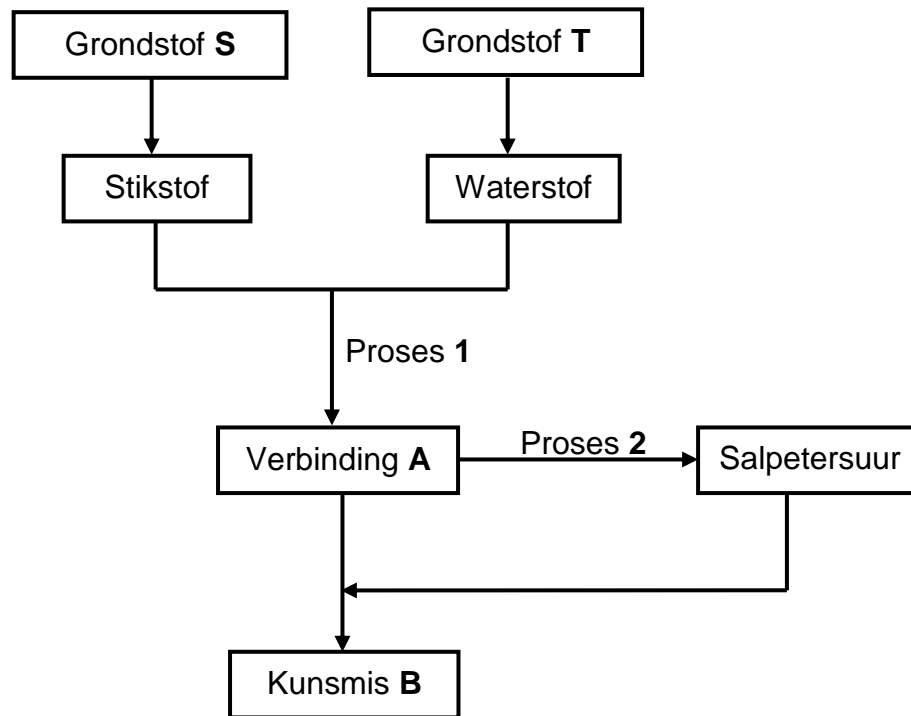 Grondstof S
Grondstof T
Stikstof
Waterstof
Proses 1
Verbinding A
Proses 2
Salpetersuur
Kunsmis B